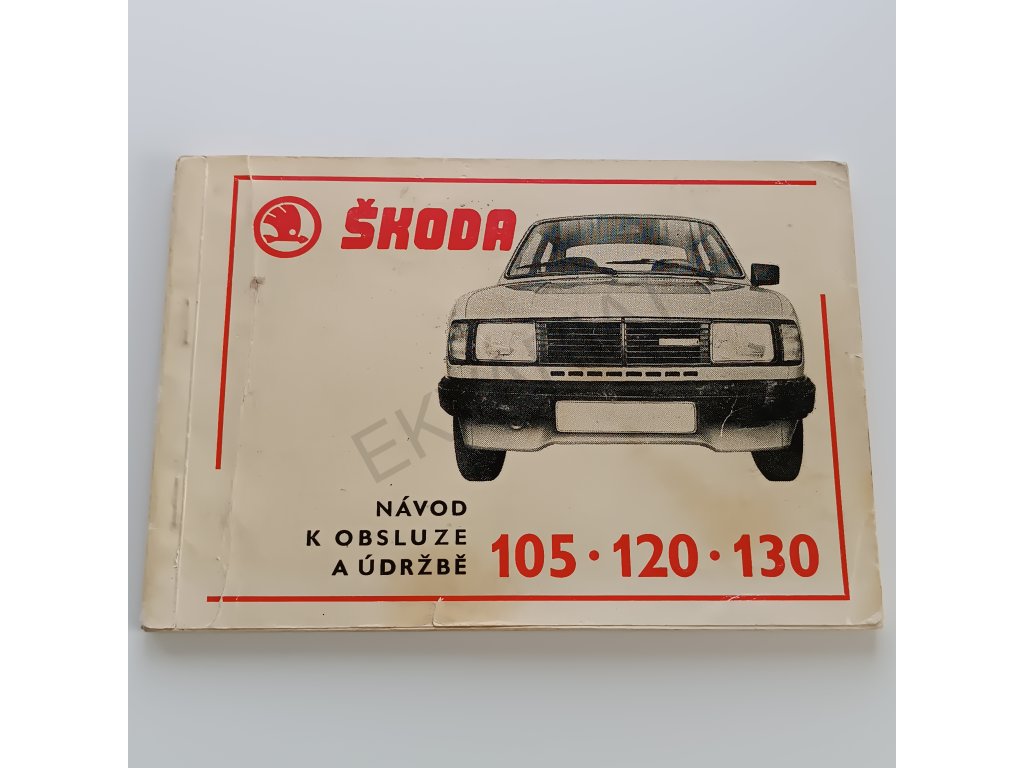 ŠKODA
NÁVOD
K OBSLUZE
A ÚDRŽBĚ
105 · 120 · 130